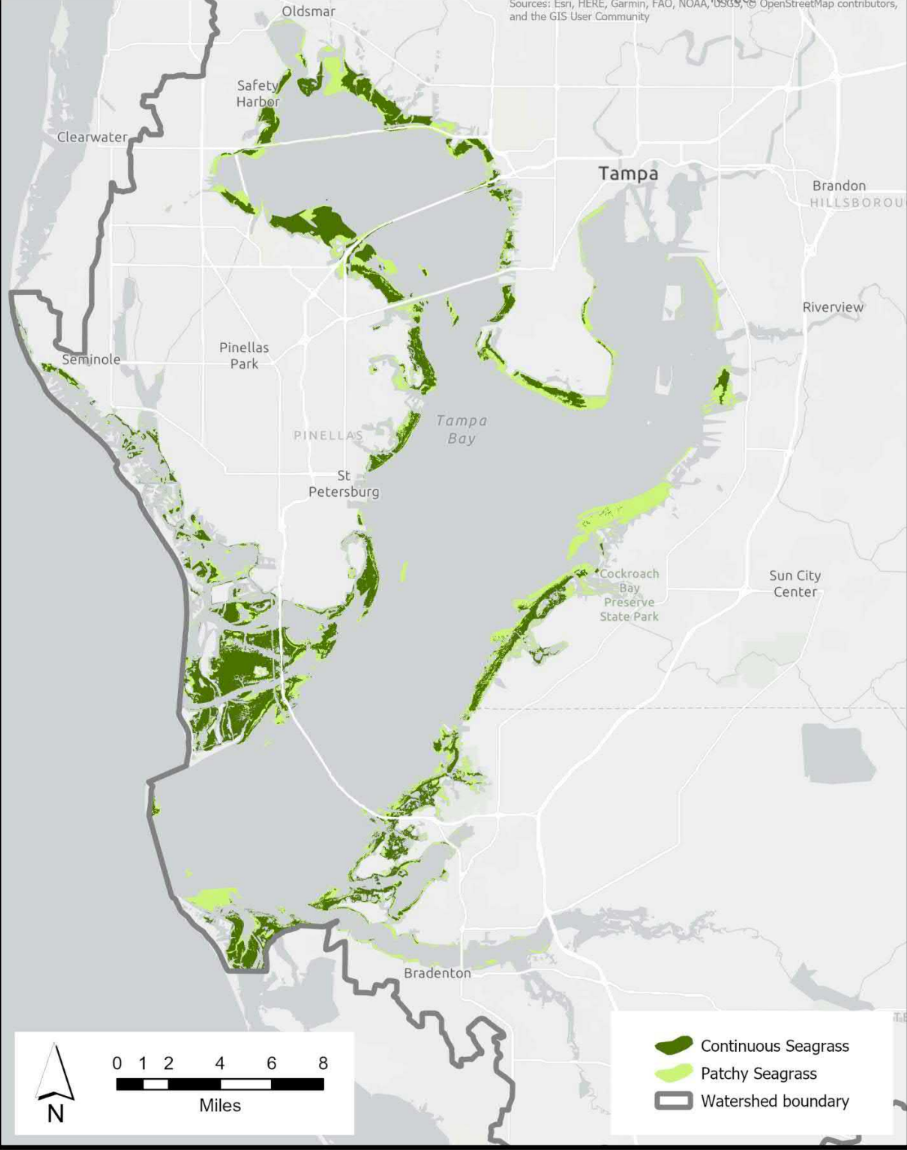 Oldsmar
Sources: Esri, HERE, Garmin, FAO, NOAA, USGS, © OpenStreetMap contributors,
and the GIS User Community
Safety
Harbor
Clearwater
Tampa
Brandon
HILLSBOROU
Riverview
Seminole
Pinellas
Park
Tampa
Bay
PINELLAS
St
Petersburg
Cockroach
Bay
Preserve
State Park
Sun City
Center
Bradenton
0 1 2 4 6 8
Miles
N
Continuous Seagrass
Patchy Seagrass
Watershed boundary